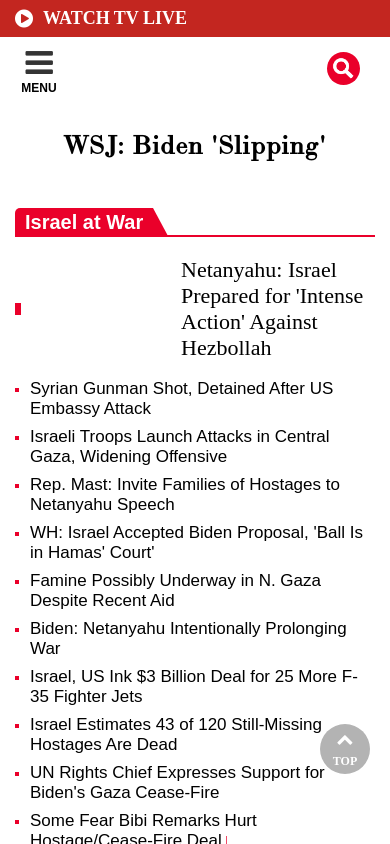 WATCH TV LIVE
MENU
WSJ: Biden 'Slipping'
Israel at War
Netanyahu: Israel
Prepared for 'Intense
Action' Against
Hezbollah
Syrian Gunman Shot, Detained After US
Embassy Attack
Israeli Troops Launch Attacks in Central
Gaza, Widening Offensive
Rep. Mast: Invite Families of Hostages to
Netanyahu Speech
WH: Israel Accepted Biden Proposal, 'Ball Is
in Hamas' Court'
Famine Possibly Underway in N. Gaza
Despite Recent Aid
Biden: Netanyahu Intentionally Prolonging
War
Israel, US Ink $3 Billion Deal for 25 More F-
35 Fighter Jets
Israel Estimates 43 of 120 Still-Missing
Hostages Are Dead
TOP
UN Rights Chief Expresses Support for
Biden's Gaza Cease-Fire
Some Fear Bibi Remarks Hurt
Hostage/Cease-Fire Deal |